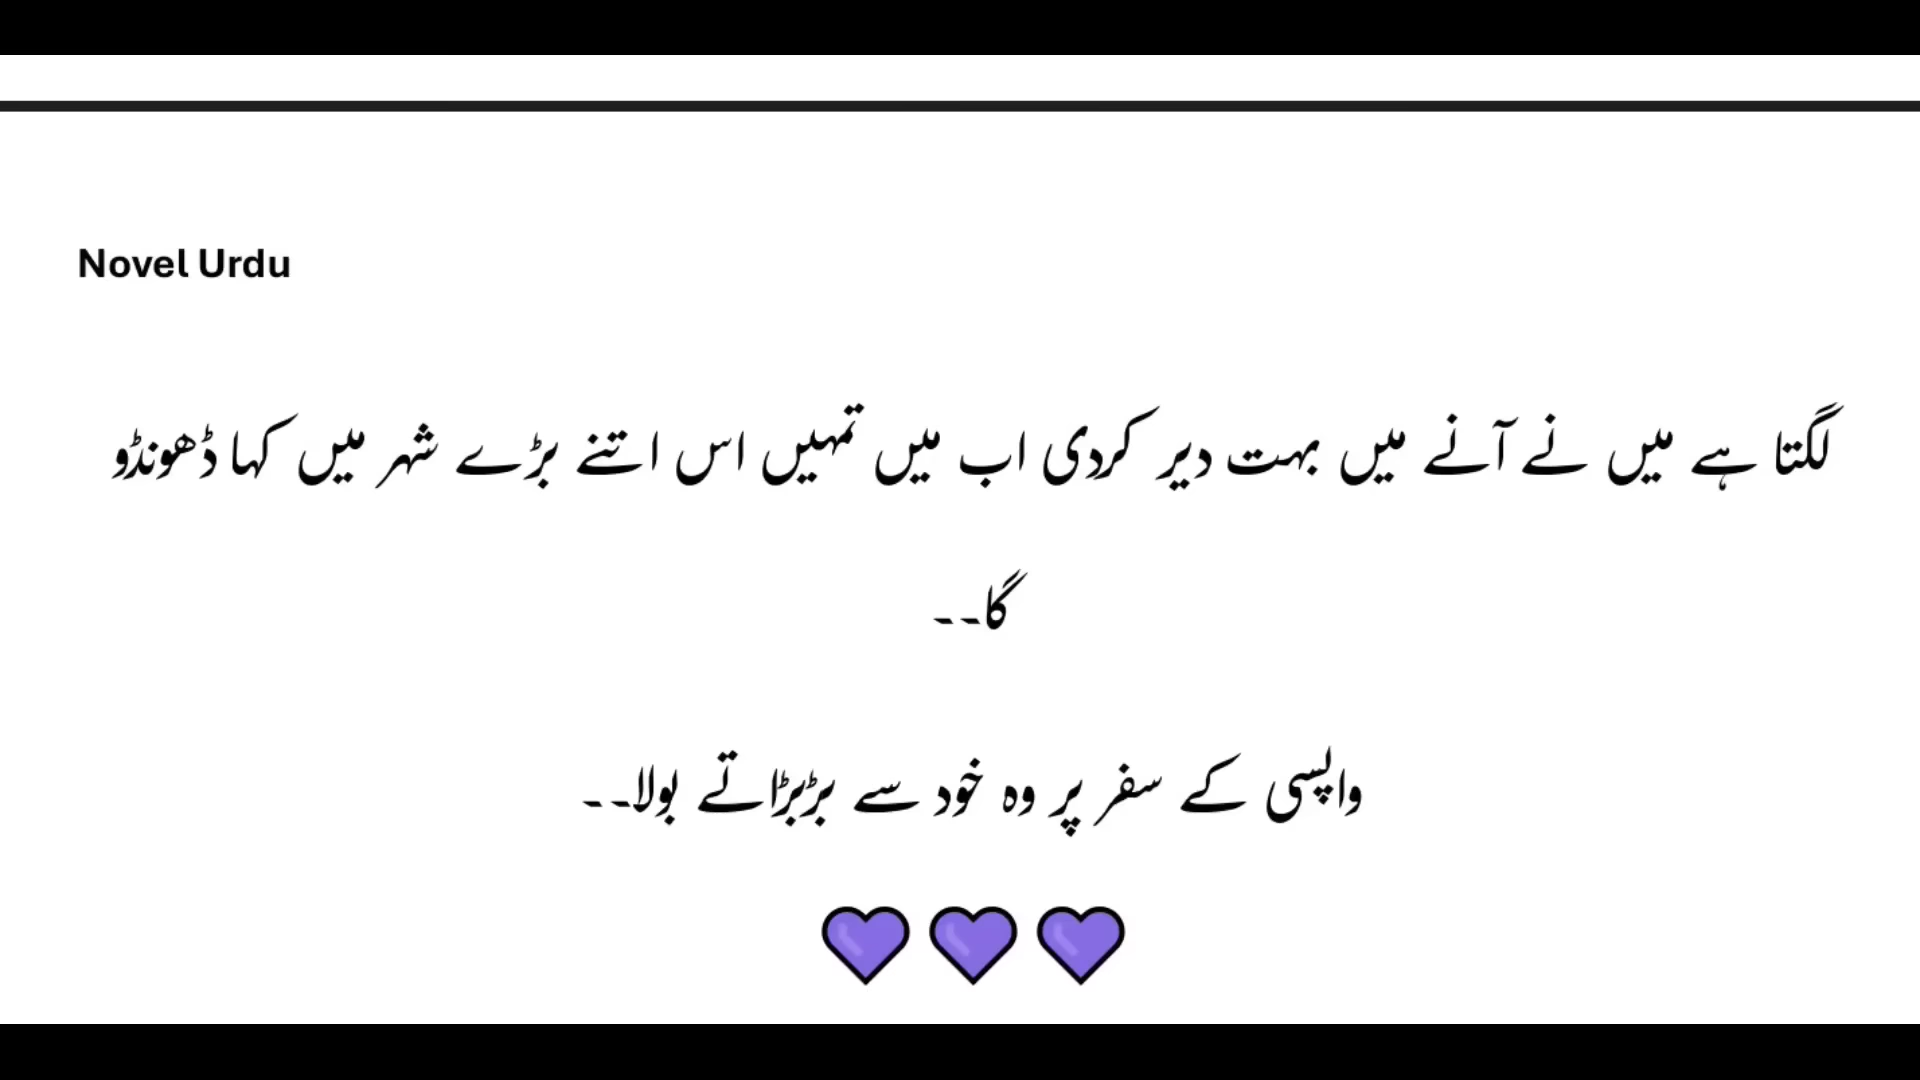 Novel Urdu
لگتا ہے میں نے آنے میں بہت دیر کردی اب میں تمہیں اس اتنے بڑے شہر میں کہا ڈھونڈو
گا۔۔
واپسی کے سفر پر وہ خود سے بڑبڑاتے بولا۔۔